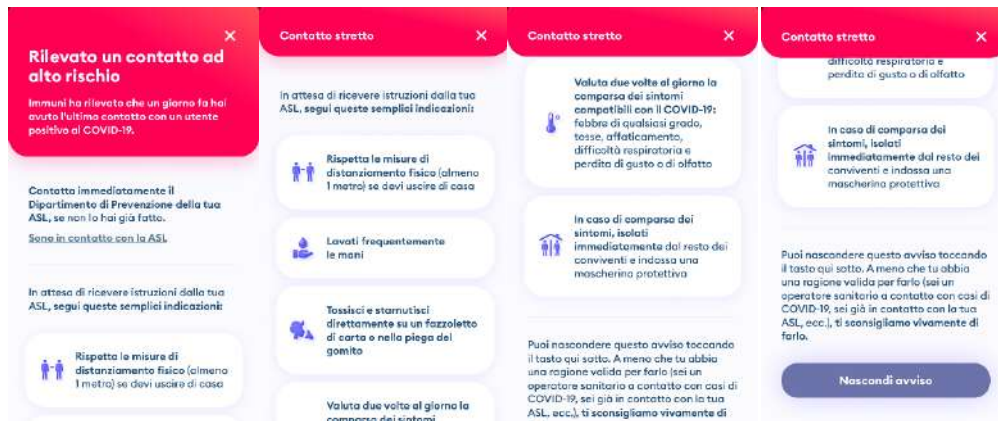 Rilevato un contatto ad
alto rischio
Immuni ha rilevato che un giorno fa hai
avuto l'ultimo contatto con un utente
positivo al COVID-19.
Contatta immediatamente il
Dipartimento di Prevenzione della tua
ASL, se non lo hai già fatto.
Sono in contatto con la ASL
In attesa di ricevere istruzioni dalla tua
ASL, segui queste semplici indicazioni:
Rispetta le misure di
distanziamento fisico (almeno
1 metro) se devi uscire di casa
Contatto stretto
In attesa di ricevere istruzioni dalla tua
ASL, segui queste semplici indicazioni:
Rispetta le misure di
distanziamento fisico (almeno
1 metro) se devi uscire di casa
Lavati frequentemente
le mani
Tossisci e starnutisci
direttamente su un fazzoletto
di carta o nella piega del
gomito
Valuta due volte al giorno la
comparsa dei sintomi
Contatto stretto
Valuta due volte al giorno la
comparsa dei sintomi
compatibili con il COVID-19:
febbre di qualsiasi grado,
tosse, affaticamento,
difficoltà respiratoria e
perdita di gusto o di olfatto
In caso di comparsa dei
sintomi, isolati
immediatamente dal resto dei
conviventi e indossa una
mascherina protettiva
Puoi nascondere questo avviso toccando
il tasto qui sotto. A meno che tu abbia
una ragione valida per farlo (sei un
operatore sanitario a contatto con casi di
COVID-19, sei già in contatto con la tua
ASL, ecc.), ti sconsigliamo vivamente di
Contatto stretto
difficoltà respiratoria e
perdita di gusto o di olfatto
In caso di comparsa dei
sintomi, isolati
immediatamente dal resto dei
conviventi e indossa una
mascherina protettiva
Puoi nascondere questo avviso toccando
il tasto qui sotto. A meno che tu abbia
una ragione valida per farlo (sei un
operatore sanitario a contatto con casi di
COVID-19, sei già in contatto con la tua
ASL, ecc.), ti sconsigliamo vivamente di
farlo.
Nascondi avviso